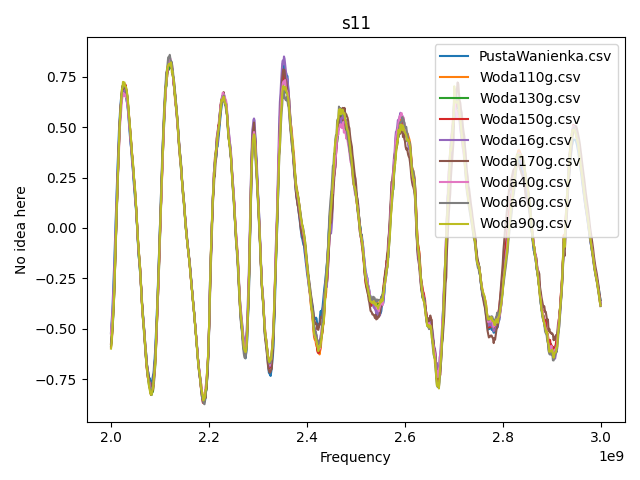 s11
No idea here
0.75
0.50
0.25
0.00
−0.25
−0.50
−0.75
PustaWanienka.csv
Woda110g.csv
Woda130g.csv
Woda150g.csv
Woda16g.csv
Woda170g.csv
Woda40g.csv
Woda60g.csv
Woda90g.csv
2.0 2.2 2.4 2.6 2.8 3.0
1e9
Frequency